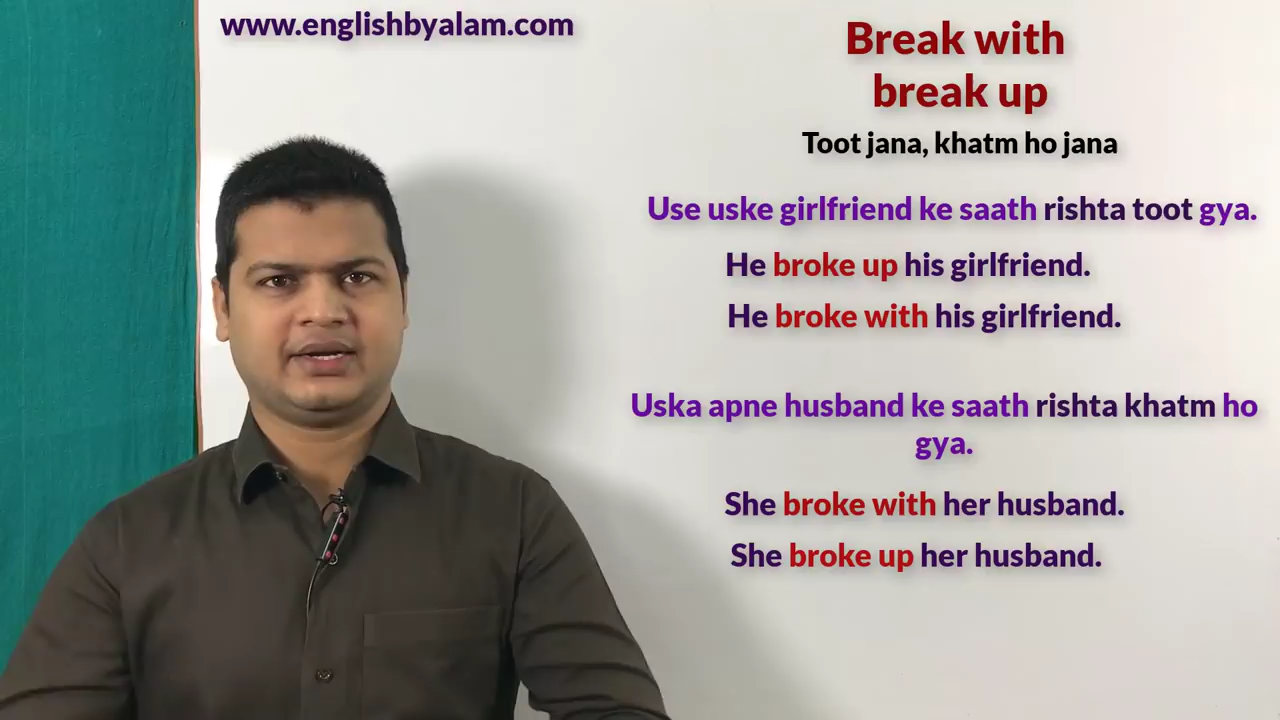 www.englishbyalam.com
Break with
break up
Toot jana, khatm ho jana
Use uske girlfriend ke saath rishta toot gya.
He broke up his girlfriend.
He broke with his girlfriend.
Uska apne husband ke saath rishta khatm ho
gya.
She broke with her husband.
She broke up her husband.